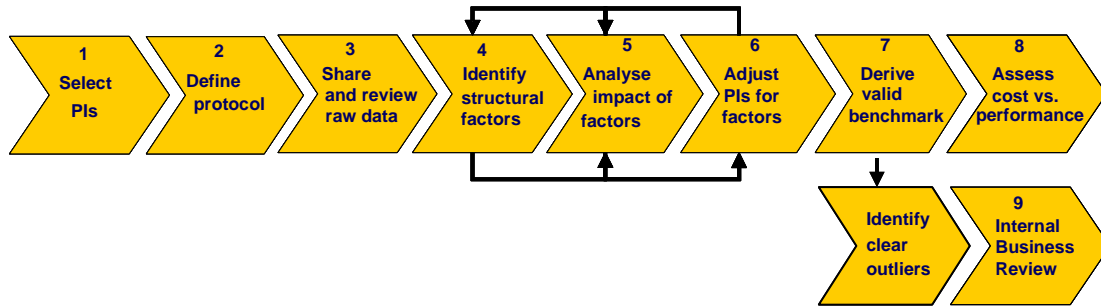 1
Select
PIs
2
Define
protocol
3
Share
and review
raw data
4
Identify
structural
factors
5
Analyse
impact of
factors
6
Adjust
PIs for
factors
7
Derive
valid
benchmark
8
Assess
cost vs.
performance
Identify
clear
outliers
9
Internal
Business
Review